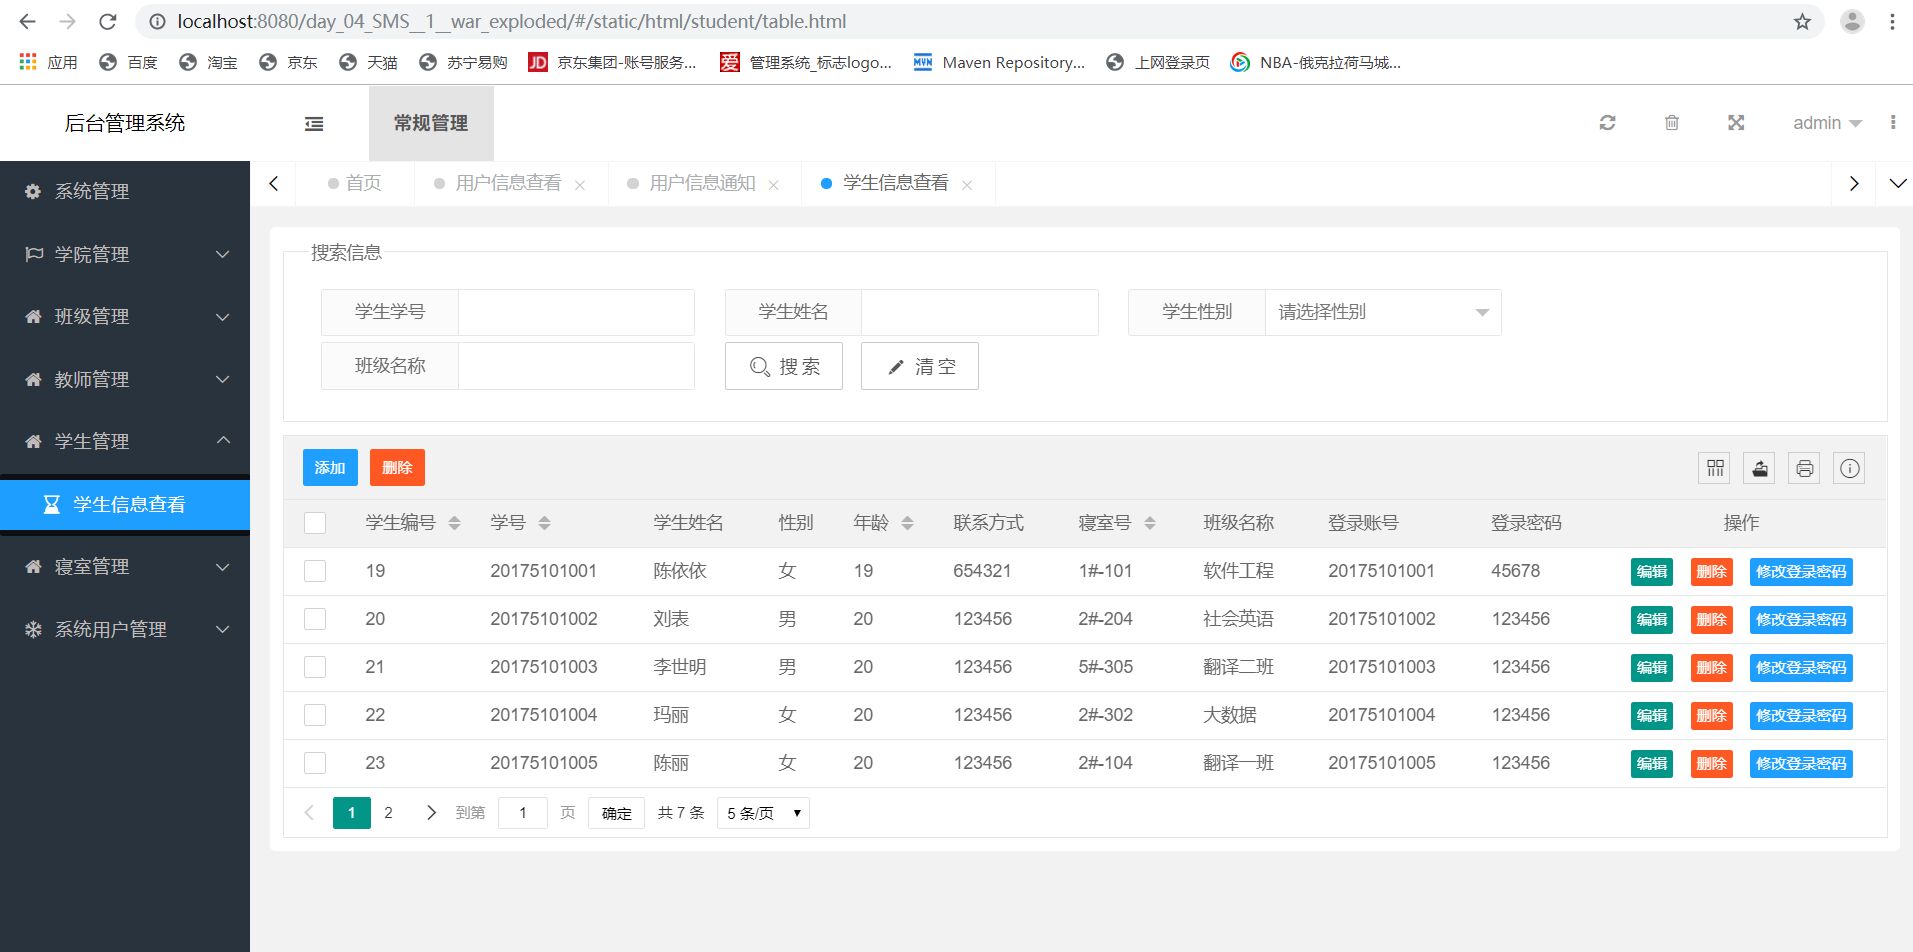 localhost:8080/day_04_SMS__1__war_exploded/#/static/html/student/table.html
应用 百度 淘宝 京东 天猫 苏宁易购 JD 京东集团-账号服务... 爱 管理系统_标志logo... MVN Maven Repository... 上网登录页 NBA-俄克拉荷马城...
后台管理系统 常规管理 admin
首页 用户信息查看 用户信息通知 学生信息查看
系统管理
学院管理
班级管理
教师管理
学生管理
学生信息查看
寝室管理
系统用户管理
搜索信息
学生学号 学生姓名 学生性别 请选择性别
班级名称 搜 索 清 空
添加 删除
学生编号 学号 学生姓名 性别 年龄 联系方式 寝室号 班级名称 登录账号 登录密码 操作
19 20175101001 陈依依 女 19 654321 1#-101 软件工程 20175101001 45678 编辑 删除 修改登录密码
20 20175101002 刘表 男 20 123456 2#-204 社会英语 20175101002 123456 编辑 删除 修改登录密码
21 20175101003 李世明 男 20 123456 5#-305 翻译二班 20175101003 123456 编辑 删除 修改登录密码
22 20175101004 玛丽 女 20 123456 2#-302 大数据 20175101004 123456 编辑 删除 修改登录密码
23 20175101005 陈丽 女 20 123456 2#-104 翻译一班 20175101005 123456 编辑 删除 修改登录密码
1 2 到第 1 页 确定 共 7 条 5 条/页